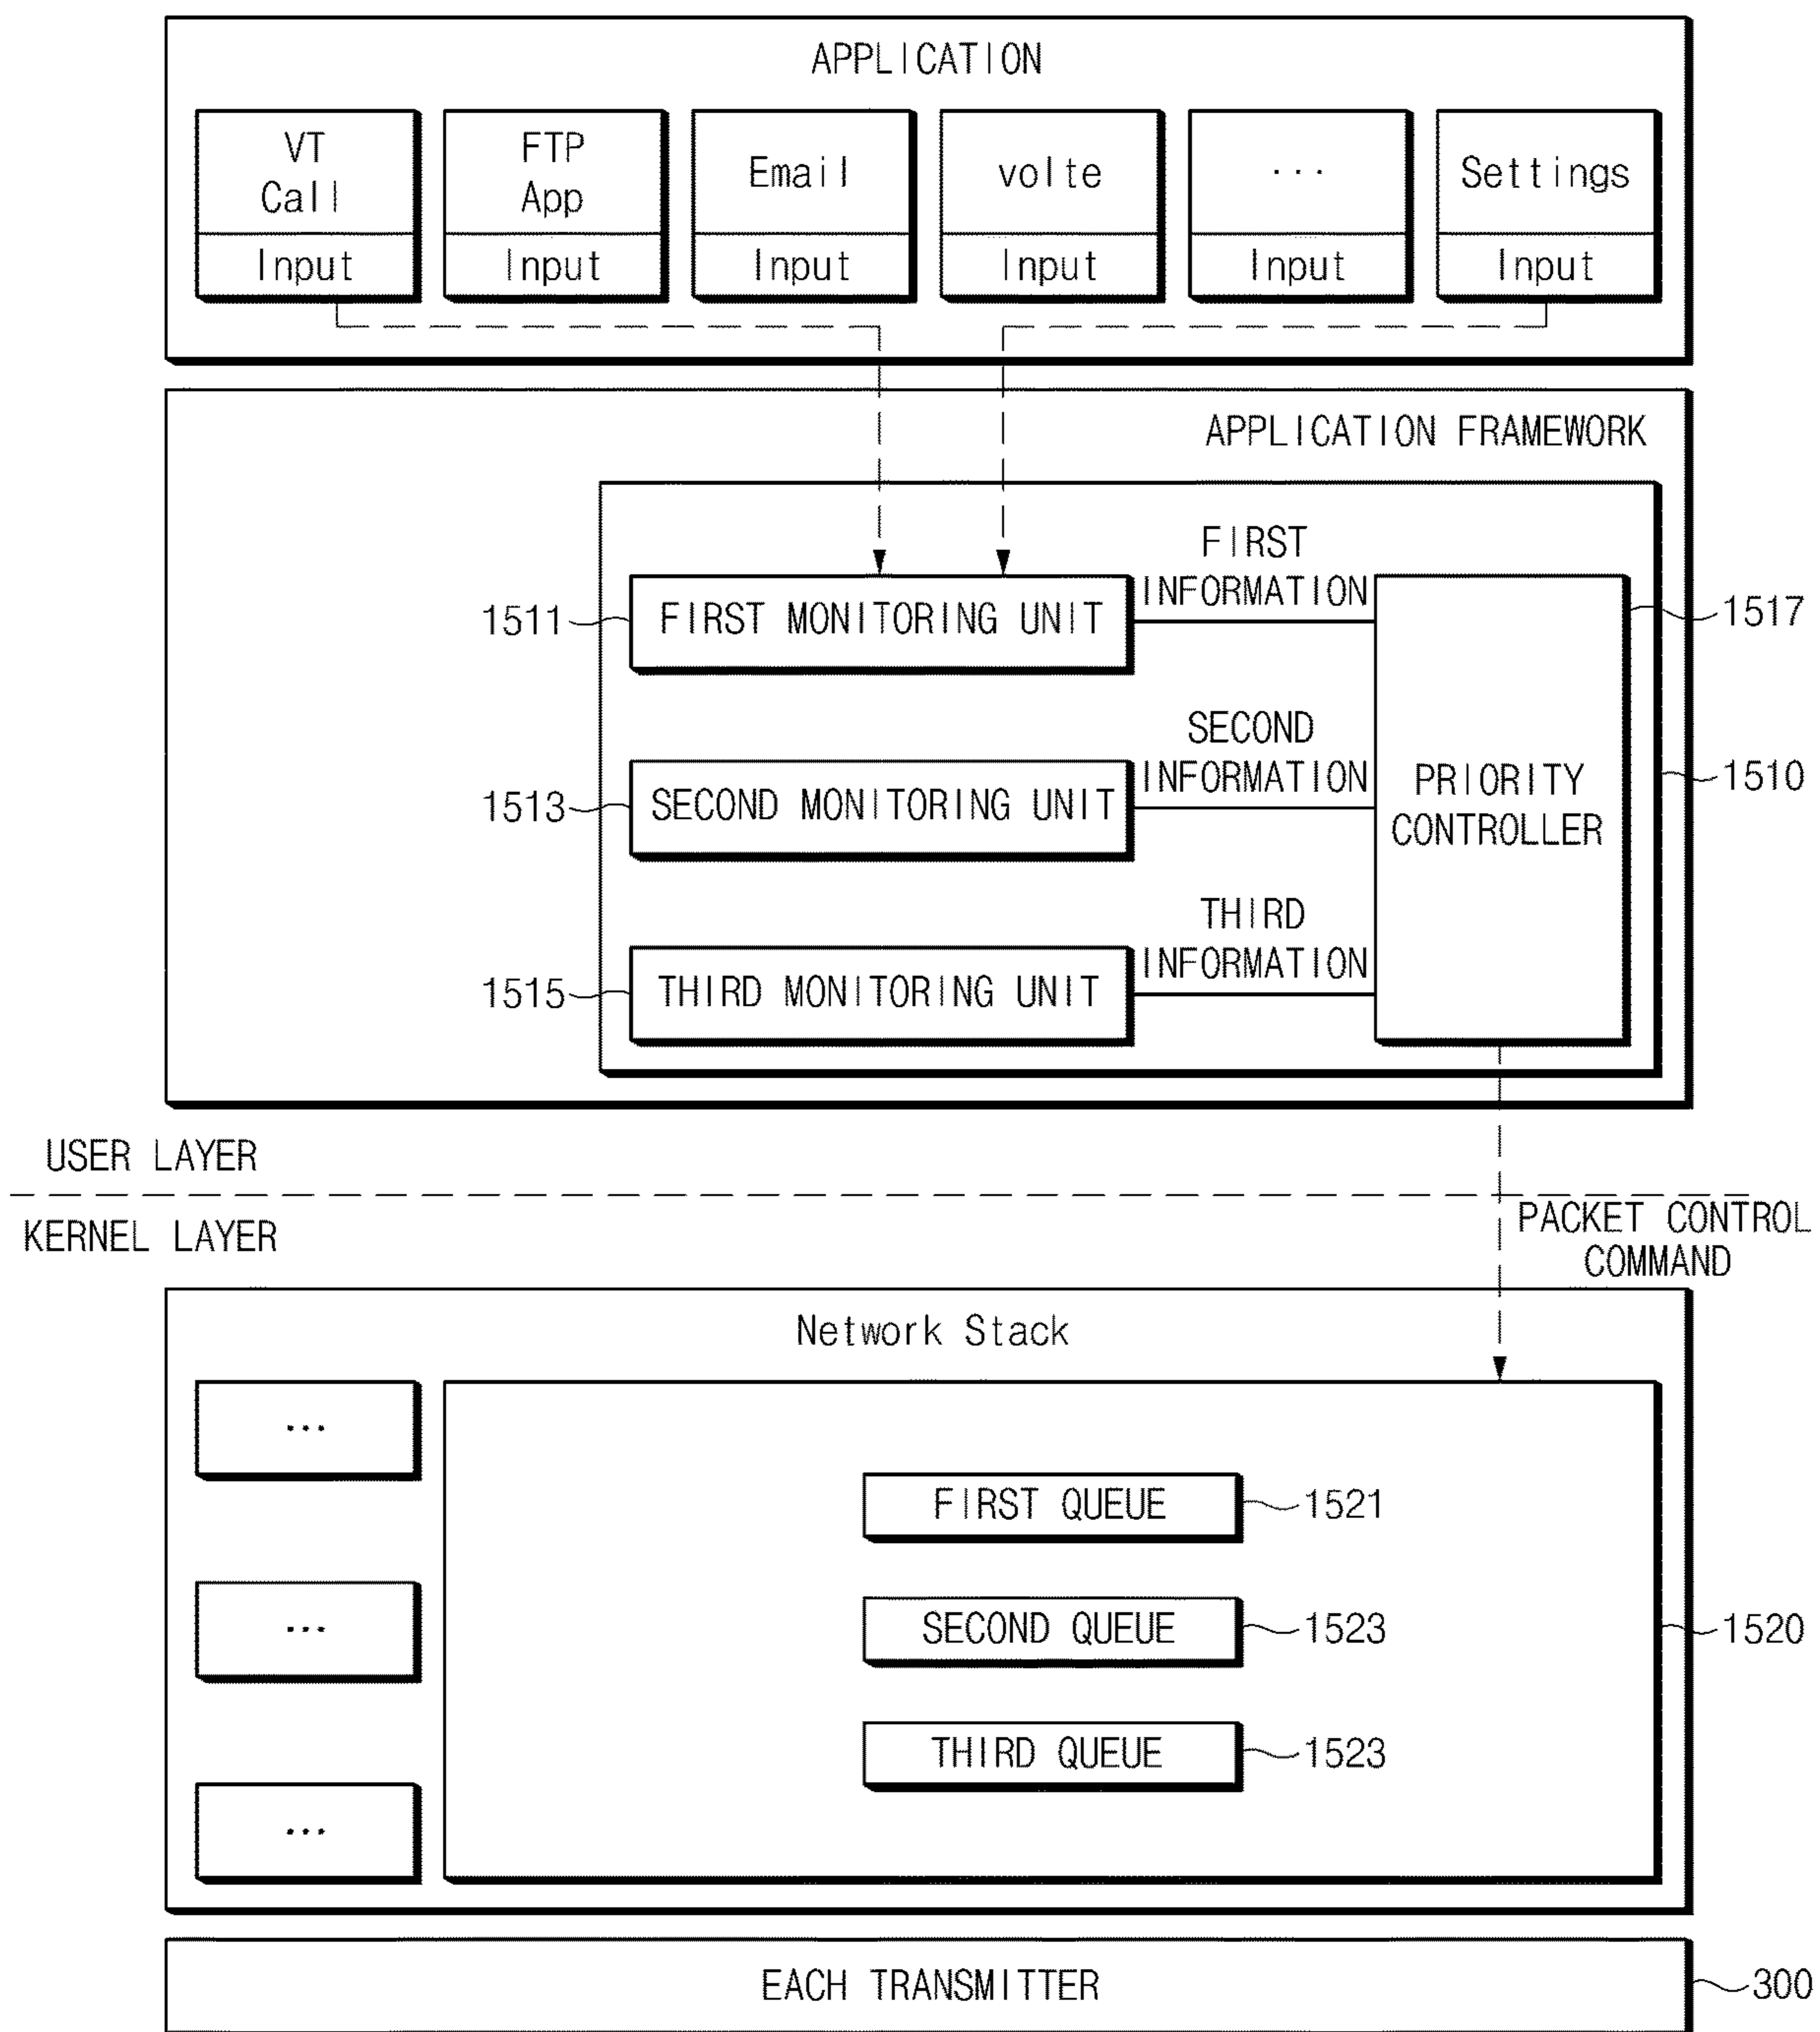 APPLICATION
VT
Call
Input
FTP
App
Input
Email
Input
volte
Input
...
Input
Settings
Input
APPLICATION FRAMEWORK
1511
FIRST MONITORING UNIT
FIRST
INFORMATION
1517
1513
SECOND MONITORING UNIT
SECOND
INFORMATION
PRIORITY
CONTROLLER
1510
1515
THIRD MONITORING UNIT
THIRD
INFORMATION
USER LAYER
KERNEL LAYER
PACKET CONTROL
COMMAND
Network Stack
...
...
...
FIRST QUEUE
1521
SECOND QUEUE
1523
THIRD QUEUE
1523
1520
EACH TRANSMITTER
300